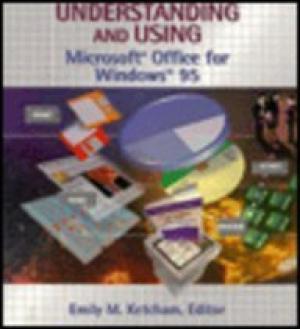 UNDERSTANDING
AND USING
Microsoft® Office for
Windows® 95
Emily M. Ketcham, Editor